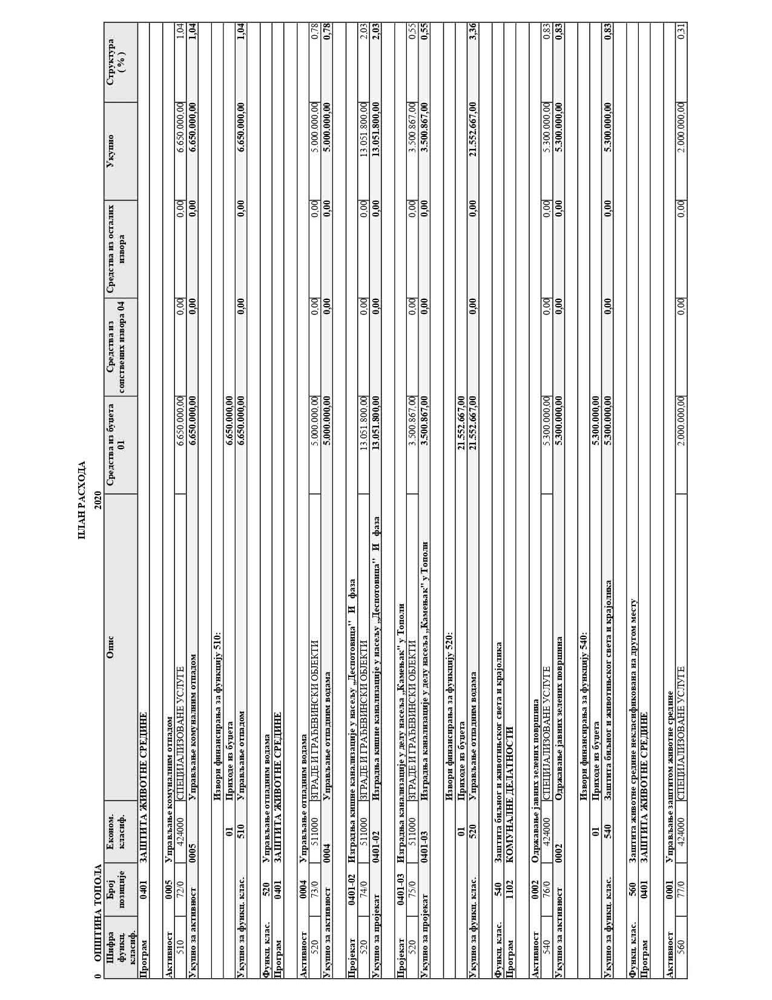 ПЛАН РАСХОДА
0 ОПШТИНА ТОПОЛА 2020
Шифра функц. класиф. Број позиције Економ. класиф. Опис Средства из буџета 01 Средства из сопствених извора 04 Средства из осталих извора Укупно Структура ( % )
Програм 0401 ЗАШТИТА ЖИВОТНЕ СРЕДИНЕ
Активност 0005 Управљање комуналним отпадом
510 72/0 424000 СПЕЦИЈАЛИЗОВАНЕ УСЛУГЕ 6.650.000,00 0,00 0,00 6.650.000,00 1,04
Укупно за активност 0005 Управљање комуналним отпадом 6.650.000,00 0,00 0,00 6.650.000,00 1,04
Извори финансирања за функцију 510:
01 Приходе из буџета 6.650.000,00
Укупно за функц. клас. 510 Управљање отпадом 6.650.000,00 0,00 0,00 6.650.000,00 1,04
Функц. клас. 520 Управљање отпадним водама
Програм 0401 ЗАШТИТА ЖИВОТНЕ СРЕДИНЕ
Активност 0004 Управљање отпадним водама
520 73/0 511000 ЗГРАДЕ И ГРАЂЕВИНСКИ ОБЈЕКТИ 5.000.000,00 0,00 0,00 5.000.000,00 0,78
Укупно за активност 0004 Управљање отпадним водама 5.000.000,00 0,00 0,00 5.000.000,00 0,78
Пројекат 0401-02 Изградња кишне канализације у насељу ,,Деспотовица'' И фаза
520 74/0 511000 ЗГРАДЕ И ГРАЂЕВИНСКИ ОБЈЕКТИ 13.051.800,00 0,00 0,00 13.051.800,00 2,03
Укупно за пројекат 0401-02 Изградња кишне канализације у насељу ,,Деспотовица'' И фаза 13.051.800,00 0,00 0,00 13.051.800,00 2,03
Пројекат 0401-03 Изградња канализације у делу насеља ,,Камењак'' у Тополи
520 75/0 511000 ЗГРАДЕ И ГРАЂЕВИНСКИ ОБЈЕКТИ 3.500.867,00 0,00 0,00 3.500.867,00 0,55
Укупно за пројекат 0401-03 Изградња канализације у делу насеља ,,Камењак'' у Тополи 3.500.867,00 0,00 0,00 3.500.867,00 0,55
Извори финансирања за функцију 520:
01 Приходе из буџета 21.552.667,00
Укупно за функц. клас. 520 Управљање отпадним водама 21.552.667,00 0,00 0,00 21.552.667,00 3,36
Функц. клас. 540 Заштита биљног и животињског света и крајолика
Програм 1102 КОМУНАЛНЕ ДЕЛАТНОСТИ
Активност 0002 Одржавање јавних зелених површина
540 76/0 424000 СПЕЦИЈАЛИЗОВАНЕ УСЛУГЕ 5.300.000,00 0,00 0,00 5.300.000,00 0,83
Укупно за активност 0002 Одржавање јавних зелених површина 5.300.000,00 0,00 0,00 5.300.000,00 0,83
Извори финансирања за функцију 540:
01 Приходе из буџета 5.300.000,00
Укупно за функц. клас. 540 Заштита биљног и животињског света и крајолика 5.300.000,00 0,00 0,00 5.300.000,00 0,83
Функц. клас. 560 Заштита животне средине некласификована на другом месту
Програм 0401 ЗАШТИТА ЖИВОТНЕ СРЕДИНЕ
Активност 0001 Управљање заштитом животне средине
560 77/0 424000 СПЕЦИЈАЛИЗОВАНЕ УСЛУГЕ 2.000.000,00 0,00 0,00 2.000.000,00 0,31